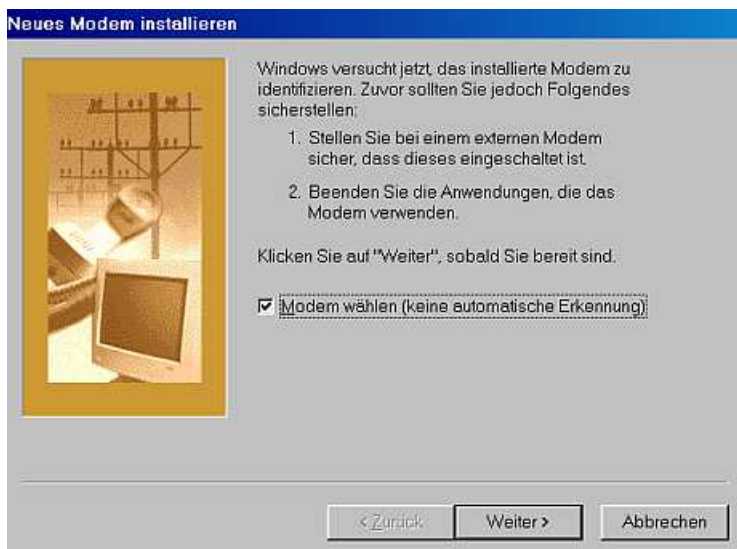 Neues Modem installieren
Windows versucht jetzt, das installierte Modem zu
identifizieren. Zuvor sollten Sie jedoch Folgendes
sicherstellen:
1. Stellen Sie bei einem externen Modem
sicher, dass dieses eingeschaltet ist.
2. Beenden Sie die Anwendungen, die das
Modem verwenden.
Klicken Sie auf "Weiter", sobald Sie bereit sind.
Modem wählen (keine automatische Erkennung)
< Zurück
Weiter >
Abbrechen